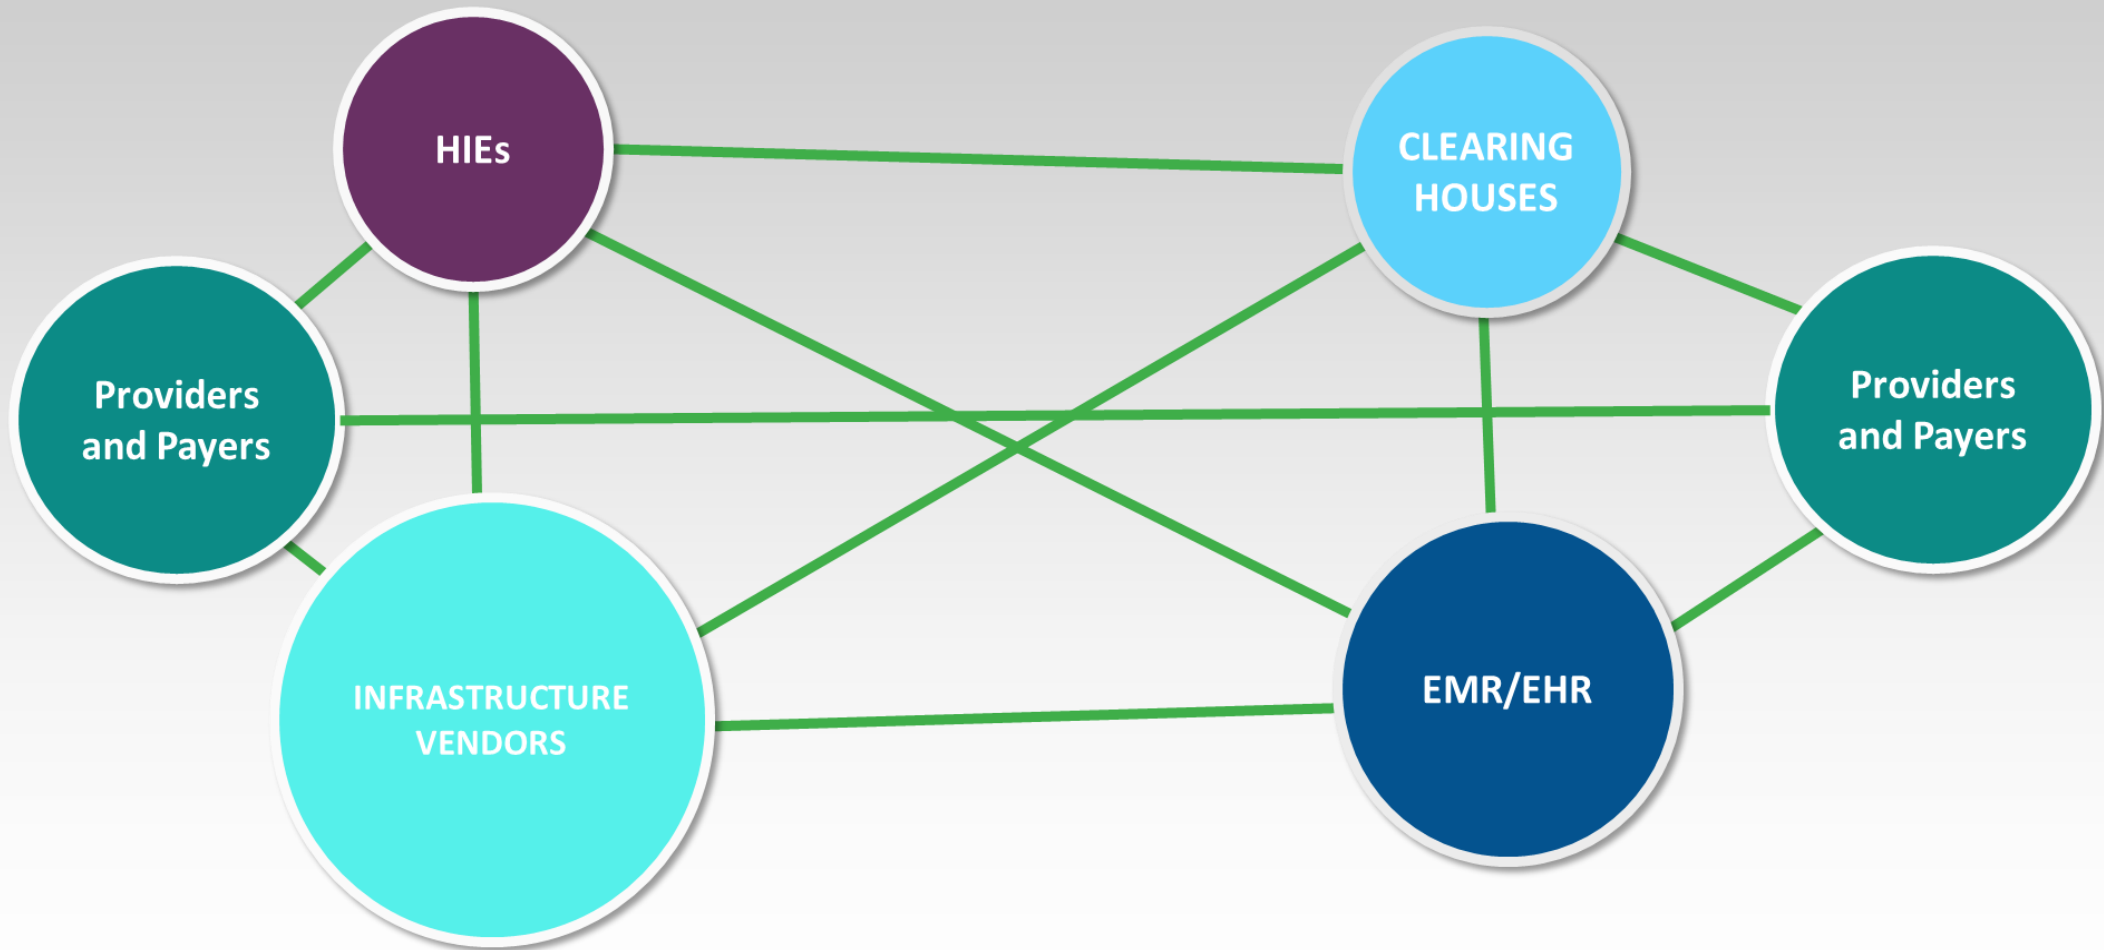 HIEs
CLEARING
HOUSES
Providers
and Payers
Providers
and Payers
INFRASTRUCTURE
VENDORS
EMR/EHR